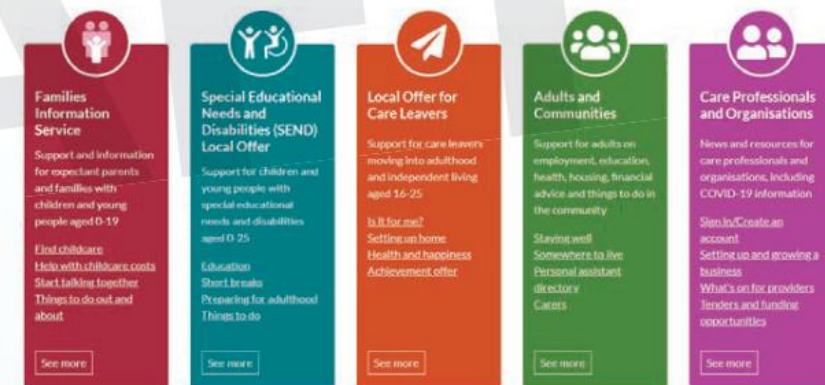 Families
Information
Service
Support and information
for expectant parents
and families with
children and young
people aged 0-19
Find childcare
Help with childcare costs
Start talking together
Things to do out and
about
See more
Special Educational
Needs and
Disabilities (SEND)
Local Offer
Support for children and
young people with
special educational
needs and disabilities
aged 0-25
Education
Short breaks
Preparing for adulthood
Things to do
See more
Local Offer for
Care Leavers
Support for care leavers
moving into adulthood
and independent living
aged 16-25
Is it for me?
Setting up home
Health and happiness
Achievement offer
See more
Adults and
Communities
Support for adults on
employment, education,
health, housing, financial
advice and things to do in
the community
Staying well
Somewhere to live
Personal assistant
directory
Carers
See more
Care Professionals
and Organisations
News and resources for
care professionals and
organisations, including
COVID-19 information
Sign in/Create an
account
Setting up and growing a
business
What's on for providers
Tenders and funding
opportunities
See more